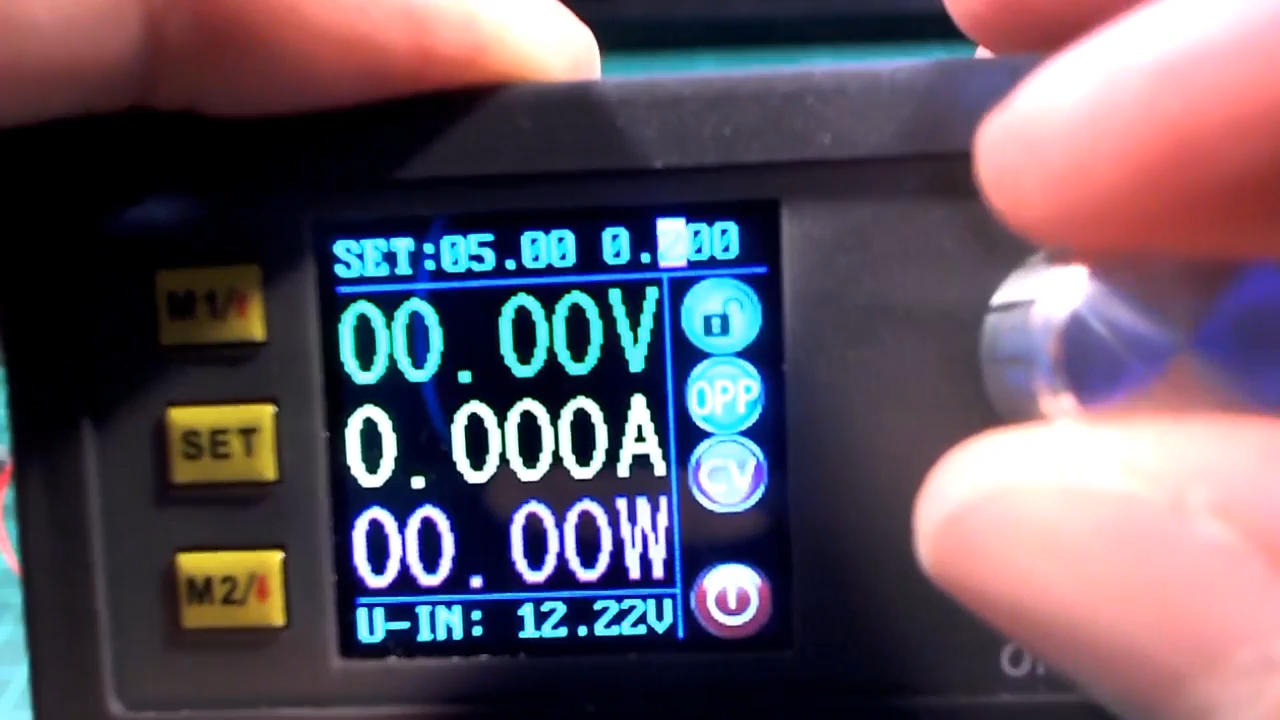 SET:05.00 0.200
00.00V
0.000A
00.00W
U-IN: 12.22V
OPP
CV
M1/
SET
M2/